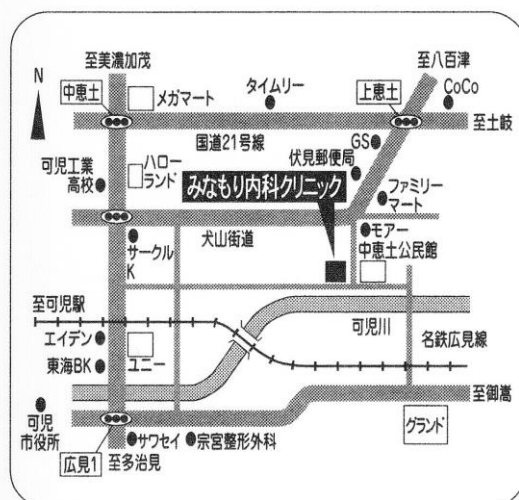 至美濃加茂
至八百津
N
中恵土
メガマート
タイムリー
上恵土
CoCo
至土岐
国道21号線
GS
伏見郵便局
可児工業
高校
ハロー
ランド
みなもり内科クリニック
ファミリー
マート
犬山街道
サークル
K
モアー
中恵土公民館
至可児駅
可児川
名鉄広見線
エイデン
東海BK
ユニー
至御嵩
可児
市役所
グランド
広見1
サワセイ
宗宮整形外科
至多治見